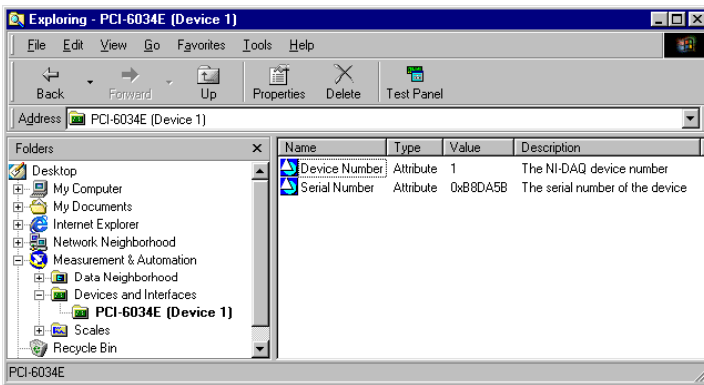 Exploring - PCI-6034E (Device 1)
File Edit View Go Favorites Tools Help
Back Forward Up Properties Delete Test Panel
Address PCI-6034E (Device 1)
Folders
Name Type Value Description
Desktop
My Computer
My Documents
Internet Explorer
Network Neighborhood
Measurement & Automation
Data Neighborhood
Devices and Interfaces
PCI-6034E (Device 1)
Scales
Recycle Bin
Device Number Attribute 1 The NI-DAQ device number
Serial Number Attribute 0xB8DA5B The serial number of the device
PCI-6034E